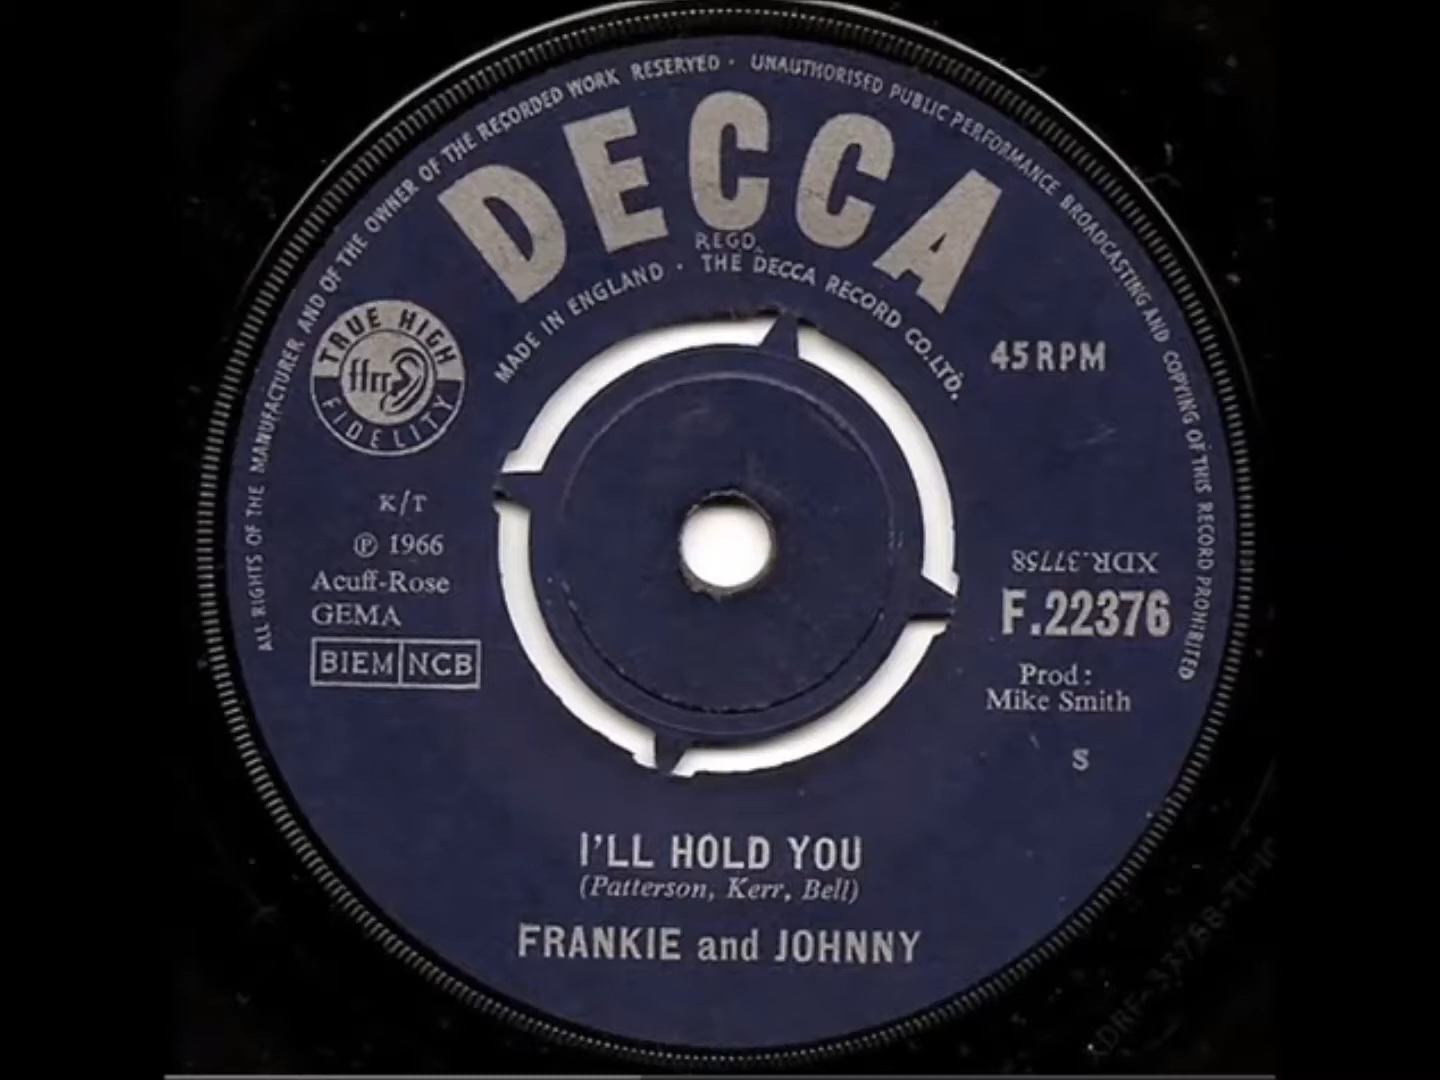 ALL RIGHTS OF THE MANUFACTURER AND OF THE OWNER OF THE RECORDED WORK RESERVED · UNAUTHORISED PUBLIC PERFORMANCE BROADCASTING AND COPYING OF THIS RECORD PROHIBITED
DECCA
REGD.
MADE IN ENGLAND · THE DECCA RECORD CO. LTD.
TRUE HIGH
ffrr
FIDELITY
45 RPM
K/T
℗ 1966
Acuff-Rose
GEMA
BIEM NCB
XDR.37758
F.22376
Prod:
Mike Smith
S
I'LL HOLD YOU
(Patterson, Kerr, Bell)
FRANKIE and JOHNNY